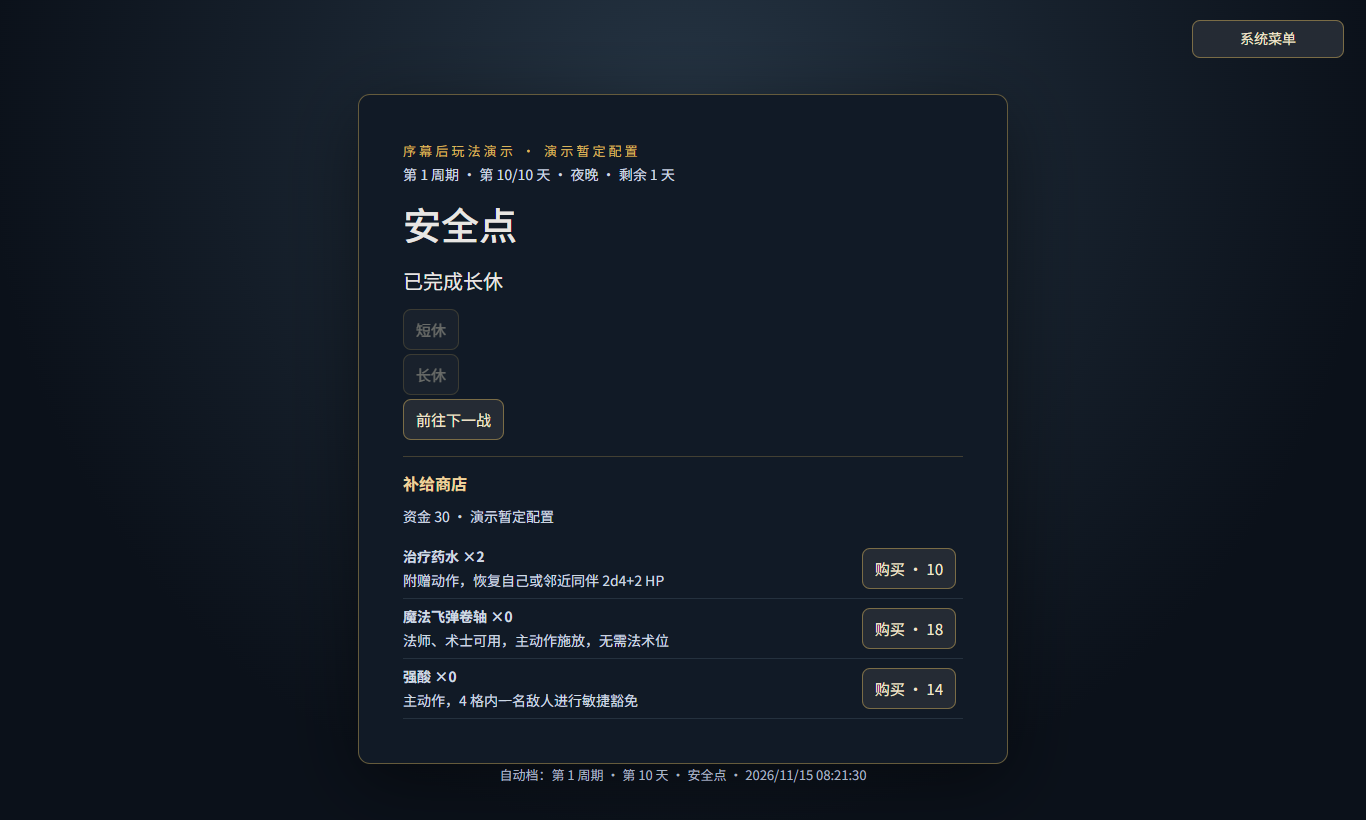 系统菜单
序幕后玩法演示 · 演示暂定配置
第 1 周期 · 第 10/10 天 · 夜晚 · 剩余 1 天
安全点
已完成长休
短休
长休
前往下一战
补给商店
资金 30 · 演示暂定配置
治疗药水 ×2
附赠动作，恢复自己或邻近同伴 2d4+2 HP
购买 · 10
魔法飞弹卷轴 ×0
法师、术士可用，主动作施放，无需法术位
购买 · 18
强酸 ×0
主动作，4 格内一名敌人进行敏捷豁免
购买 · 14
自动档：第 1 周期 · 第 10 天 · 安全点 · 2026/11/15 08:21:30